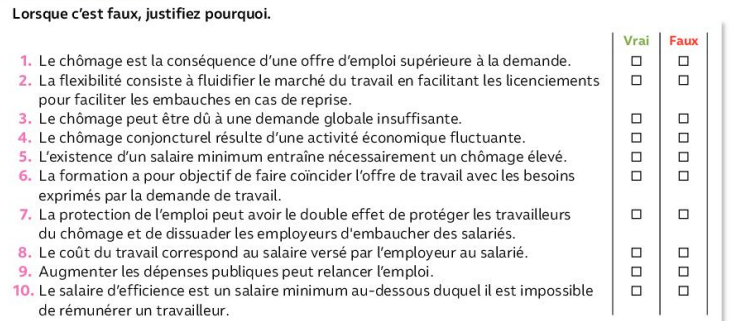 Lorsque c'est faux, justifiez pourquoi.
Vrai Faux
1. Le chômage est la conséquence d'une offre d'emploi supérieure à la demande.
2. La flexibilité consiste à fluidifier le marché du travail en facilitant les licenciements
pour faciliter les embauches en cas de reprise.
3. Le chômage peut être dû à une demande globale insuffisante.
4. Le chômage conjoncturel résulte d'une activité économique fluctuante.
5. L'existence d'un salaire minimum entraîne nécessairement un chômage élevé.
6. La formation a pour objectif de faire coïncider l'offre de travail avec les besoins
exprimés par la demande de travail.
7. La protection de l'emploi peut avoir le double effet de protéger les travailleurs
du chômage et de dissuader les employeurs d'embaucher des salariés.
8. Le coût du travail correspond au salaire versé par l'employeur au salarié.
9. Augmenter les dépenses publiques peut relancer l'emploi.
10. Le salaire d'efficience est un salaire minimum au-dessous duquel il est impossible
de rémunérer un travailleur.